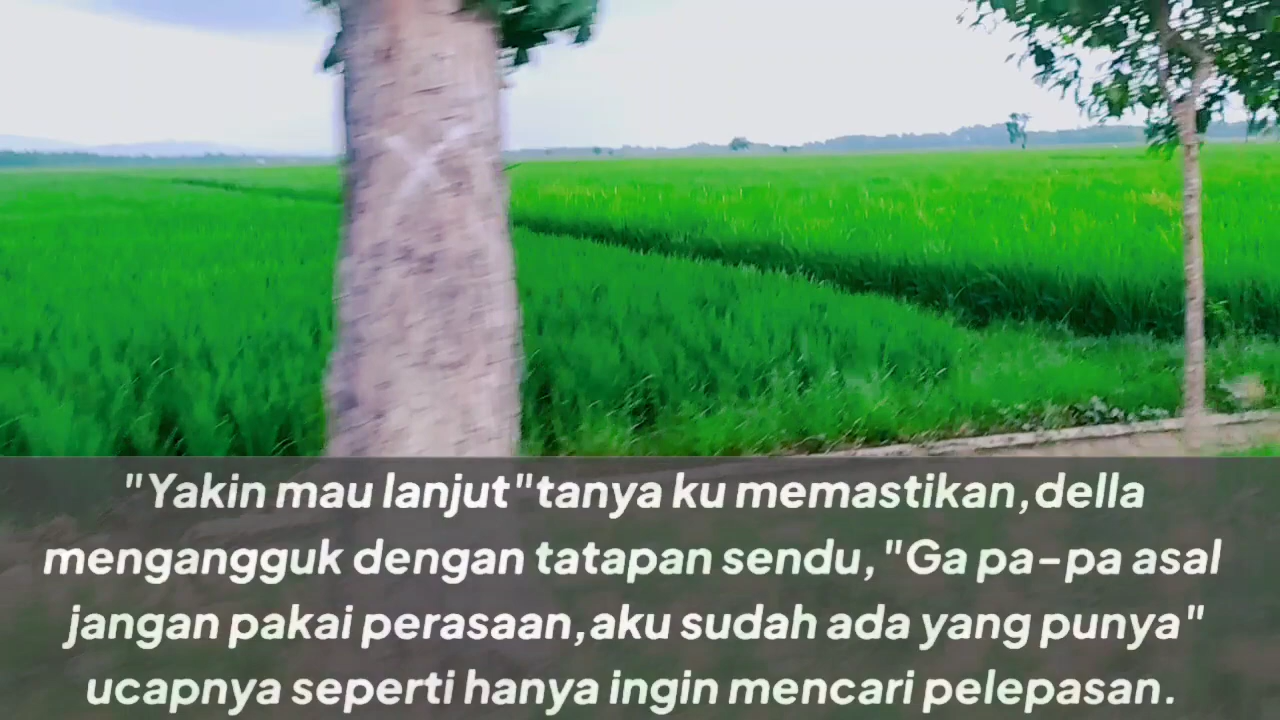 "Yakin mau lanjut"tanya ku memastikan,della
mengangguk dengan tatapan sendu,"Ga pa-pa asal
jangan pakai perasaan,aku sudah ada yang punya"
ucapnya seperti hanya ingin mencari pelepasan.